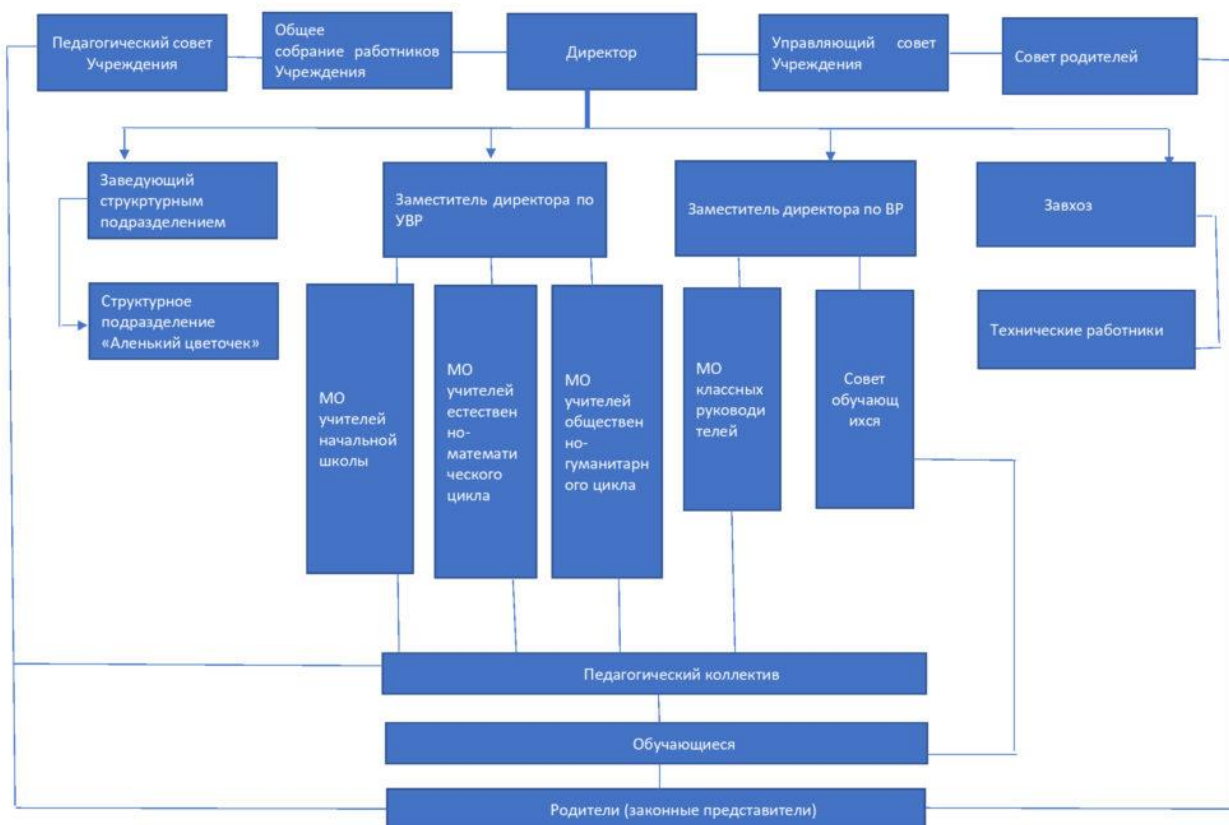 Педагогический совет
Учреждения
Общее
собрание работников
Учреждения
Директор
Управляющий совет
Учреждения
Совет родителей
Заведующий
струкртурным
подразделением
Заместитель директора по
УВР
Заместитель директора по ВР
Завхоз
Структурное
подразделение
«Аленький цветочек»
Технические работники
МО
учителей
начальной
школы
МО
учителей
естествен
но-
математи
ческого
цикла
МО
учителей
обществен
но-
гуманитарн
ого цикла
МО
классных
руководи
телей
Совет
обучающ
ихся
Педагогический коллектив
Обучающиеся
Родители (законные представители)